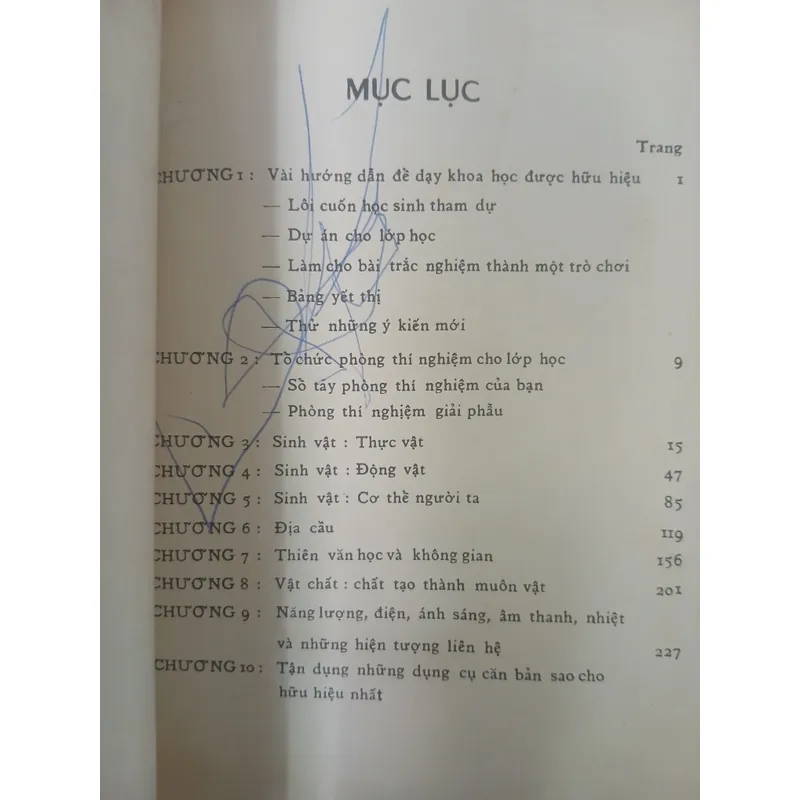 MỤC LỤC
Trang
CHƯƠNG 1 : Vài hướng dẫn để dạy khoa học được hữu hiệu 1
— Lôi cuốn học sinh tham dự
— Dự án cho lớp học
— Làm cho bài trắc nghiệm thành một trò chơi
— Bảng yết thị
— Thử những ý kiến mới
CHƯƠNG 2 : Tổ chức phòng thí nghiệm cho lớp học 9
— Sổ tay phòng thí nghiệm của bạn
— Phòng thí nghiệm giải phẫu
CHƯƠNG 3 : Sinh vật : Thực vật 15
CHƯƠNG 4 : Sinh vật : Động vật 47
CHƯƠNG 5 : Sinh vật : Cơ thể người ta 85
CHƯƠNG 6 : Địa cầu 119
CHƯƠNG 7 : Thiên văn học và không gian 156
CHƯƠNG 8 : Vật chất : chất tạo thành muôn vật 201
CHƯƠNG 9 : Năng lượng, điện, ánh sáng, âm thanh, nhiệt
và những hiện tượng liên hệ 227
CHƯƠNG 10 : Tận dụng những dụng cụ căn bản sao cho
hữu hiệu nhất